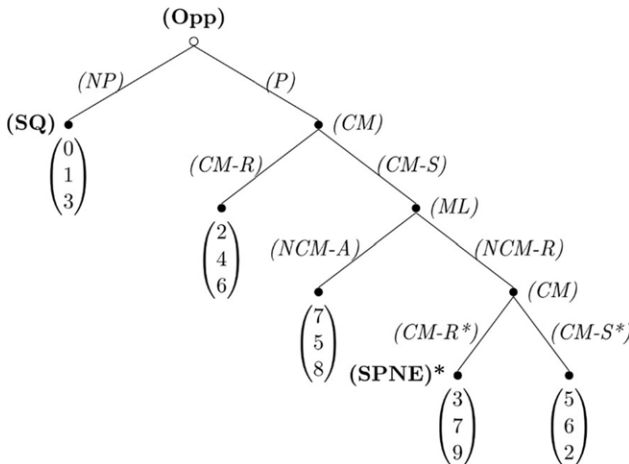 (Opp)
(NP)
(P)
(SQ)
(CM)
0
1
3
(CM-R)
(CM-S)
(ML)
2
4
6
(NCM-A)
(NCM-R)
(CM)
7
5
8
(CM-R*)
(CM-S*)
(SPNE)*
3
7
9
5
6
2